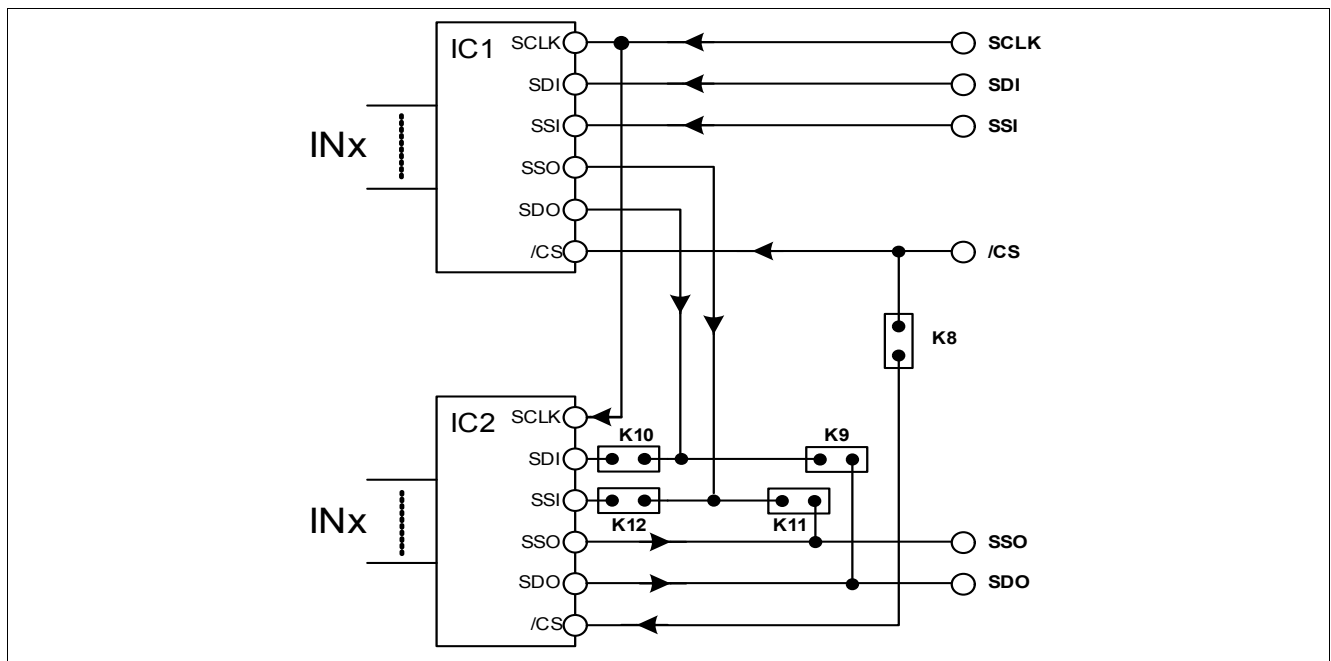 IC1
SCLK
SDI
SSI
SSO
SDO
/CS
INx
SCLK
SDI
SSI
/CS
K8
IC2
SCLK
SDI
SSI
SSO
SDO
/CS
INx
K10
K9
K12
K11
SSO
SDO